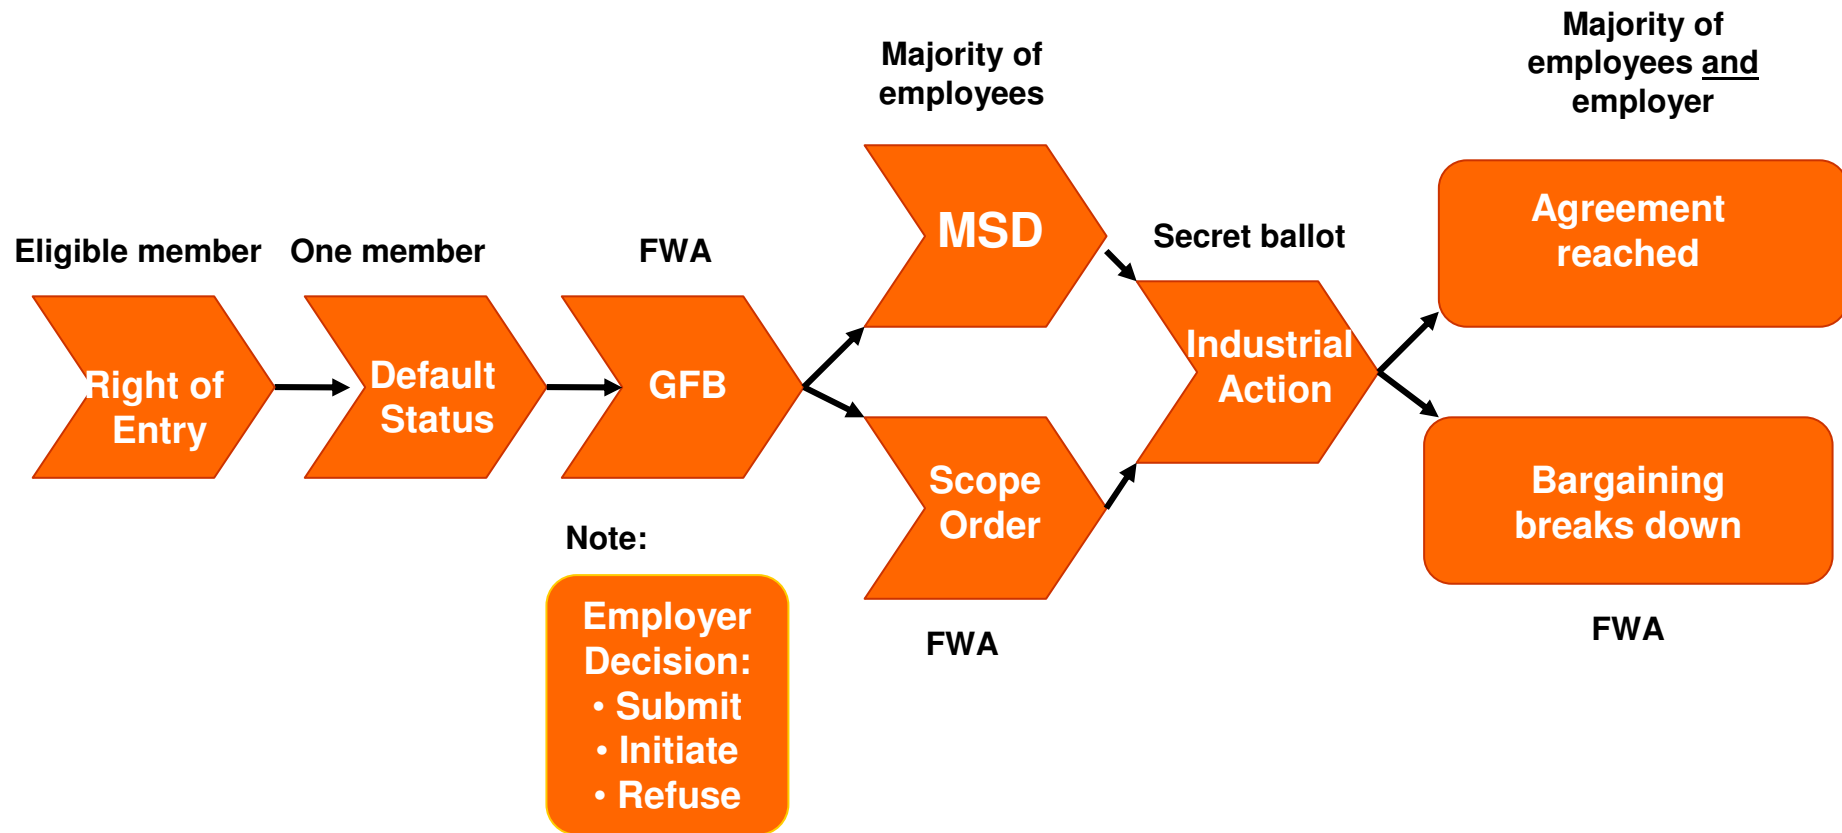 Majority of
employees
Majority of
employees and
employer
MSD
Agreement
reached
Eligible member
One member
FWA
Secret ballot
Right of
Entry
Default
Status
GFB
Industrial
Action
Scope
Order
Bargaining
breaks down
Note:
Employer
Decision:
• Submit
• Initiate
• Refuse
FWA
FWA